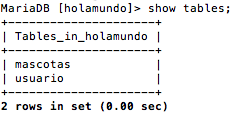 MariaDB [holamundo]> show tables;
+---------------------+
| Tables_in_holamundo |
+---------------------+
| mascotas            |
| usuario             |
+---------------------+
2 rows in set (0.00 sec)